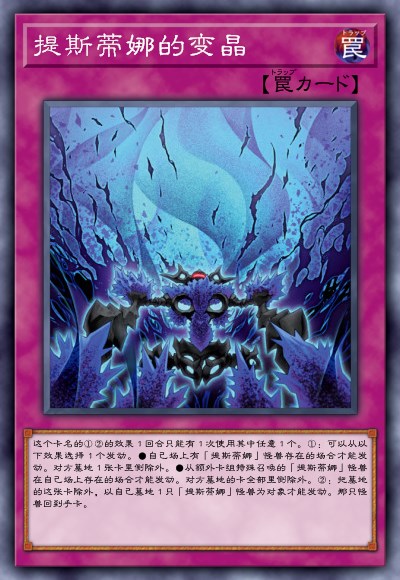 提斯蒂娜的变晶
トラップ
罠
トラップ
【罠カード】
这个卡名的①②的效果1回合只能有1次使用其中任意1个。①：可以从以
下效果选择1个发动。●自己场上有「提斯蒂娜」怪兽存在的场合才能发
动。对方墓地1张卡里侧除外。●从额外卡组特殊召唤的「提斯蒂娜」怪兽
在自己场上存在的场合才能发动。对方墓地的卡全部里侧除外。②：把墓
地的这张卡除外，以自己墓地1只「提斯蒂娜」怪兽为对象才能发动。那只怪
兽回到手卡。